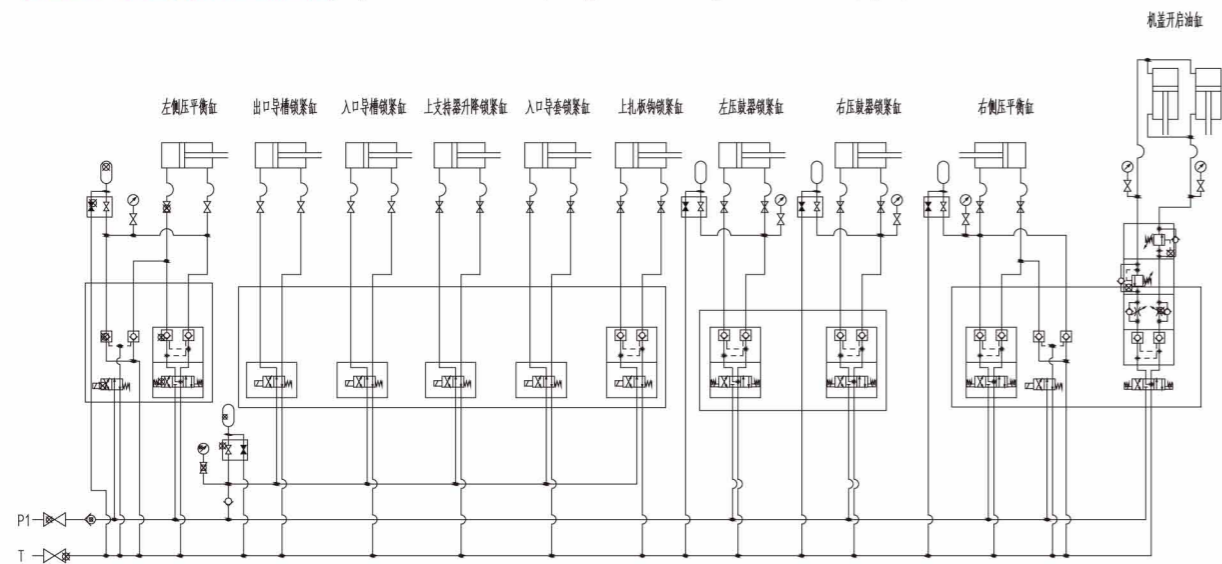 机盖开启油缸
左侧压平衡缸
出口导槽锁紧缸
入口导槽锁紧缸
上支持器升降锁紧缸
入口导套锁紧缸
上扎板钩锁紧缸
左压鼓器锁紧缸
右压鼓器锁紧缸
右侧压平衡缸
P1
T